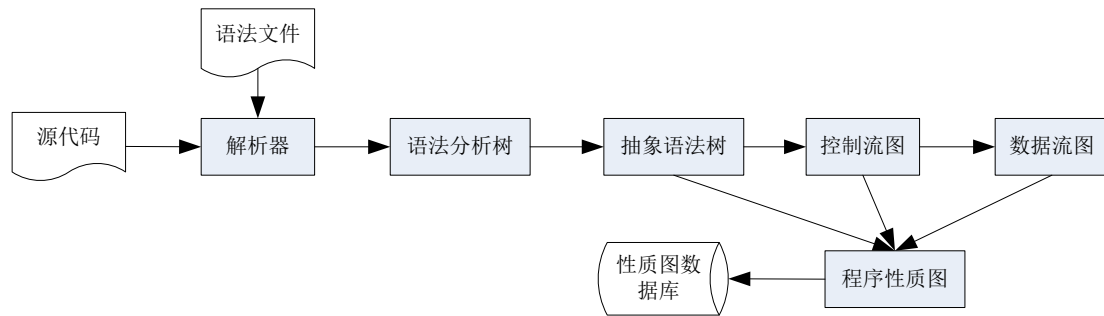 语法文件
源代码
解析器
语法分析树
抽象语法树
控制流图
数据流图
性质图数
据库
程序性质图